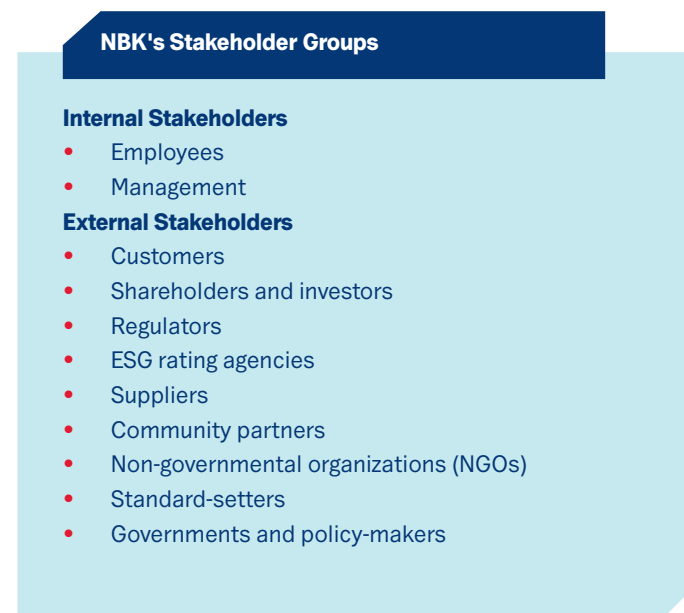 NBK's Stakeholder Groups
Internal Stakeholders
• Employees
• Management
External Stakeholders
• Customers
• Shareholders and investors
• Regulators
• ESG rating agencies
• Suppliers
• Community partners
• Non-governmental organizations (NGOs)
• Standard-setters
• Governments and policy-makers